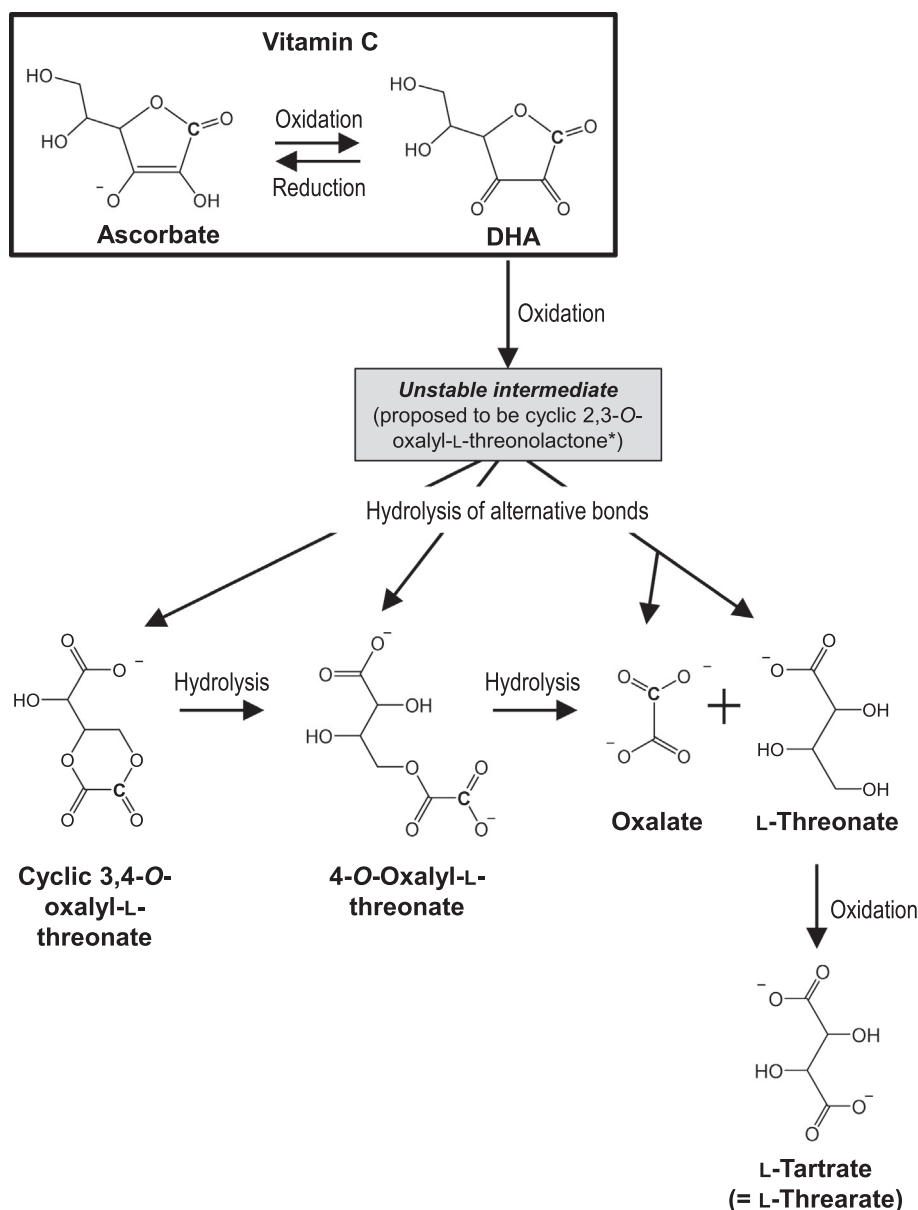 Vitamin C
HO
O
C
O
HO
−
O
OH
Ascorbate
Oxidation
Reduction
HO
O
C
O
HO
O
O
DHA
Oxidation
Unstable intermediate
(proposed to be cyclic 2,3-O-
oxalyl-L-threonolactone*)
Hydrolysis of alternative bonds
O
O−
HO
O
O
C
O
O
Cyclic 3,4-O-
oxalyl-L-
threonate
Hydrolysis
O−
O
OH
HO
O
O
C
O
O−
4-O-Oxalyl-L-
threonate
Hydrolysis
O
C
O−
−O
O
Oxalate
+
O
−O
OH
HO
OH
L-Threonate
Oxidation
O
−O
OH
HO
O−
O
L-Tartrate
(= L-Threarate)